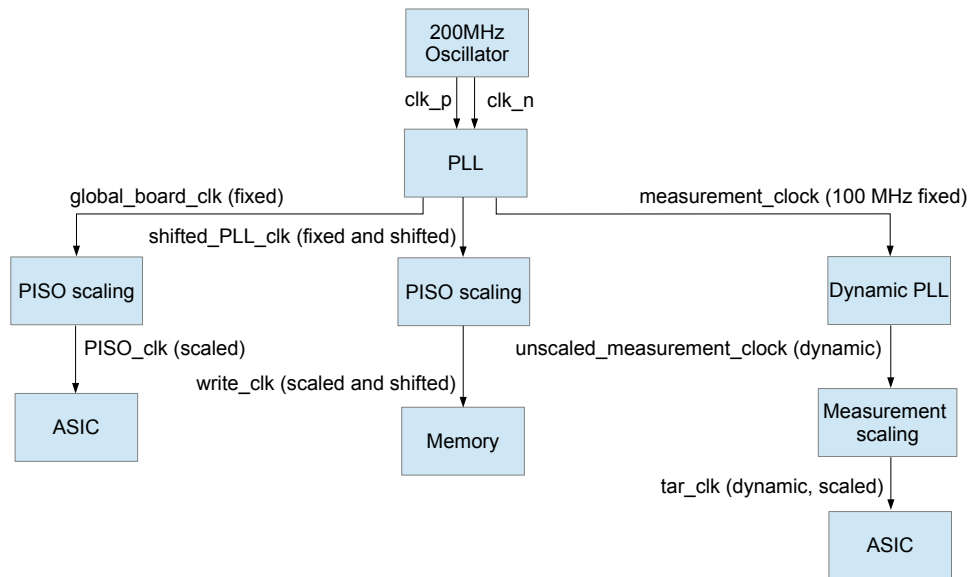 200MHz
Oscillator
clk_p
clk_n
PLL
global_board_clk (fixed)
measurement_clock (100 MHz fixed)
shifted_PLL_clk (fixed and shifted)
PISO scaling
PISO scaling
Dynamic PLL
PISO_clk (scaled)
unscaled_measurement_clock (dynamic)
write_clk (scaled and shifted)
ASIC
Memory
Measurement
scaling
tar_clk (dynamic, scaled)
ASIC